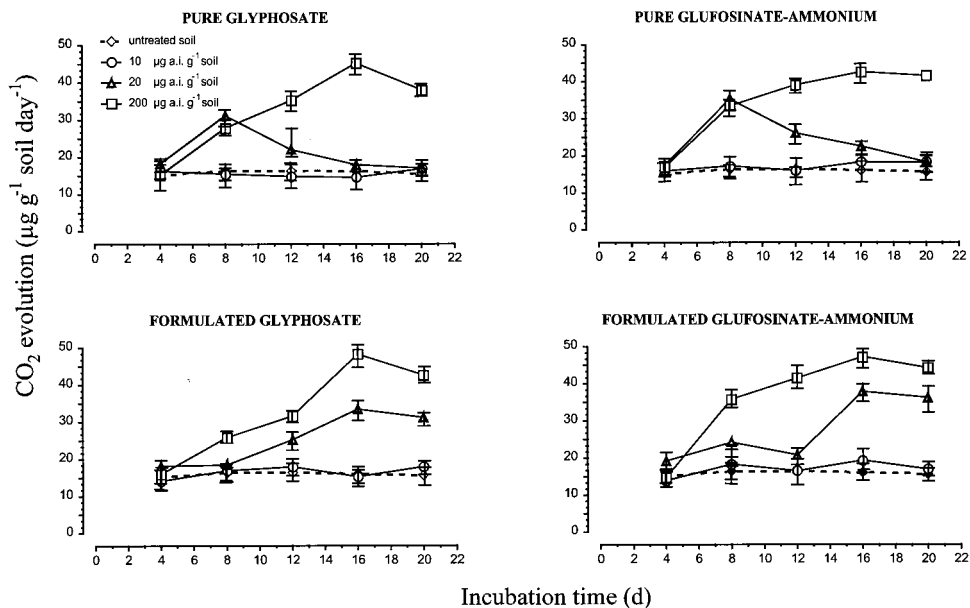 PURE GLYPHOSATE
50
40
30
20
10
0
untreated soil
10 μg a.i. g⁻¹ soil
20 μg a.i. g⁻¹ soil
200 μg a.i. g⁻¹ soil
0 2 4 6 8 10 12 14 16 18 20 22
PURE GLUFOSINATE-AMMONIUM
50
40
30
20
10
0
0 2 4 6 8 10 12 14 16 18 20 22
CO₂ evolution (μg g⁻¹ soil day⁻¹)
FORMULATED GLYPHOSATE
50
40
30
20
10
0
0 2 4 6 8 10 12 14 16 18 20 22
FORMULATED GLUFOSINATE-AMMONIUM
50
40
30
20
10
0
0 2 4 6 8 10 12 14 16 18 20 22
Incubation time (d)